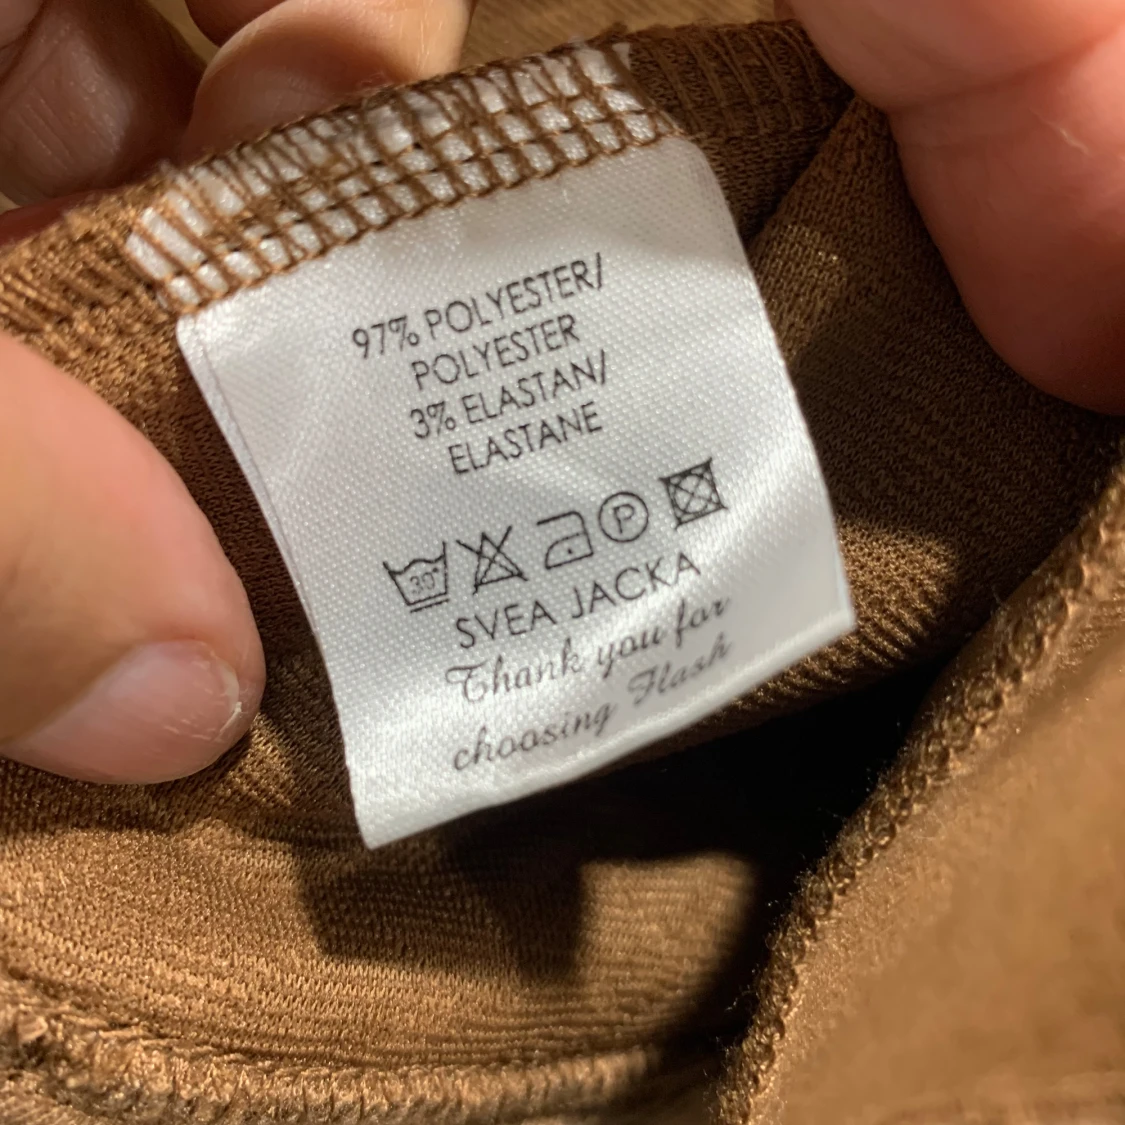 97% POLYESTER/
POLYESTER
3% ELASTAN/
ELASTANE
30° P
SVEA JACKA
Thank you for
choosing Flash